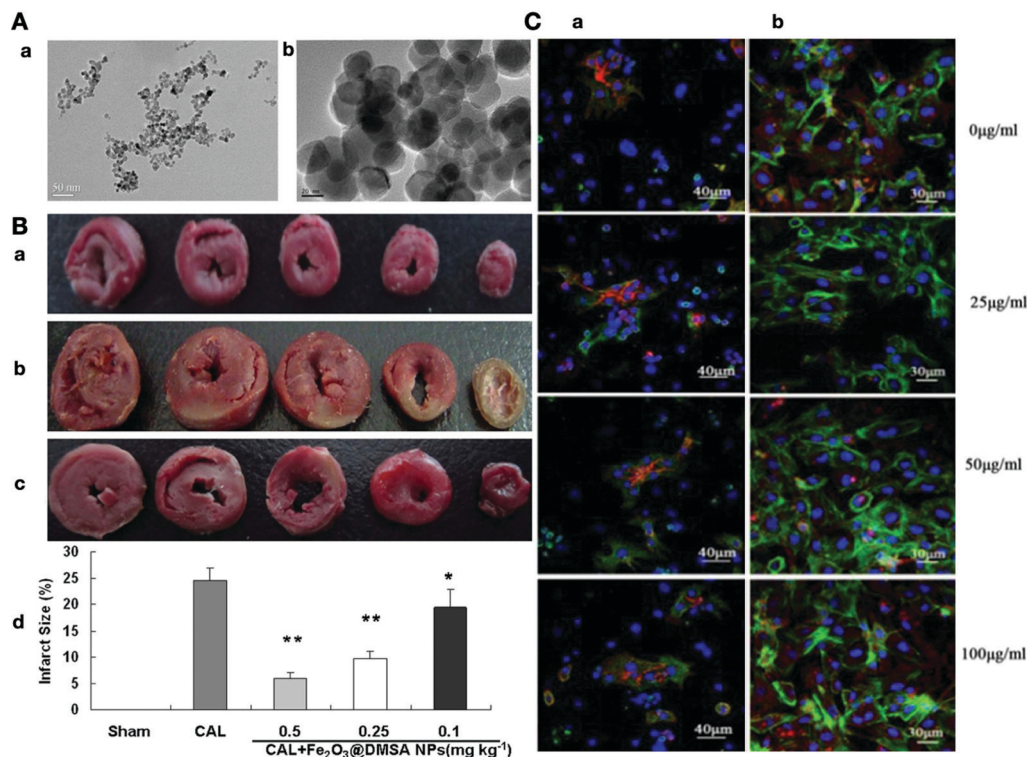 A
a
50 nm
b
20 nm
B
a
b
c
d
Infarct Size (%)
30
25
20
15
10
5
0
**
**
*
Sham
CAL
0.5
0.25
0.1
CAL+Fe₂O₃@DMSA NPs(mg kg⁻¹)
C
a
b
40μm
30μm
0μg/ml
40μm
30μm
25μg/ml
40μm
30μm
50μg/ml
40μm
30μm
100μg/ml